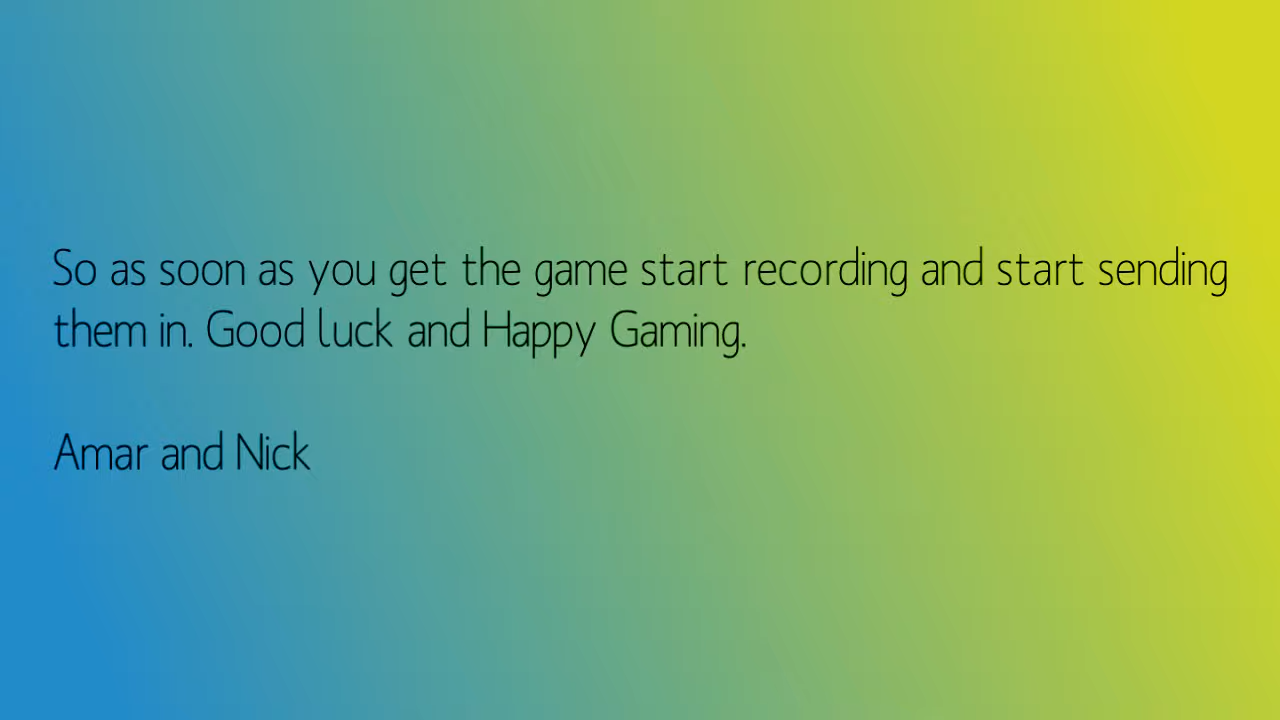 So as soon as you get the game start recording and start sending
them in. Good luck and Happy Gaming.
Amar and Nick